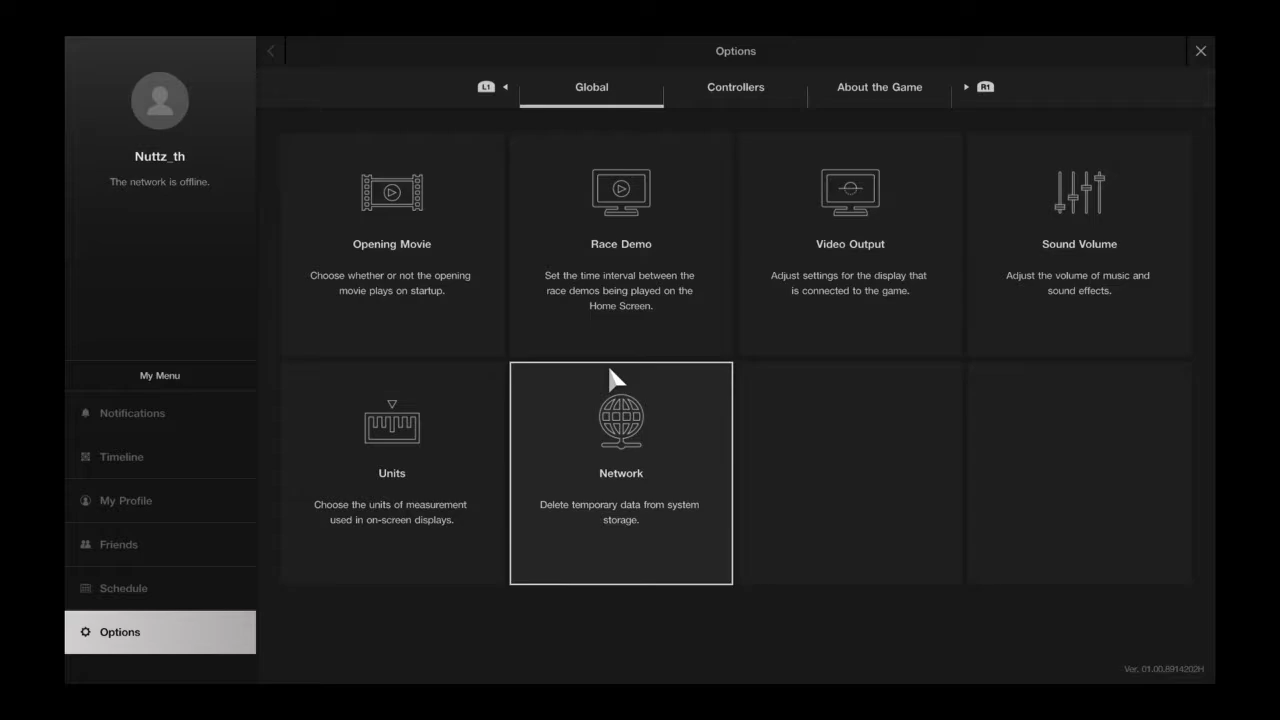 Options
L1
Global
Controllers
About the Game
R1
Nuttz_th
The network is offline.
My Menu
Notifications
Timeline
My Profile
Friends
Schedule
Options
Opening Movie
Choose whether or not the opening
movie plays on startup.
Race Demo
Set the time interval between the
race demos being played on the
Home Screen.
Video Output
Adjust settings for the display that
is connected to the game.
Sound Volume
Adjust the volume of music and
sound effects.
Units
Choose the units of measurement
used in on-screen displays.
Network
Delete temporary data from system
storage.
Ver. 01.00.8914202H